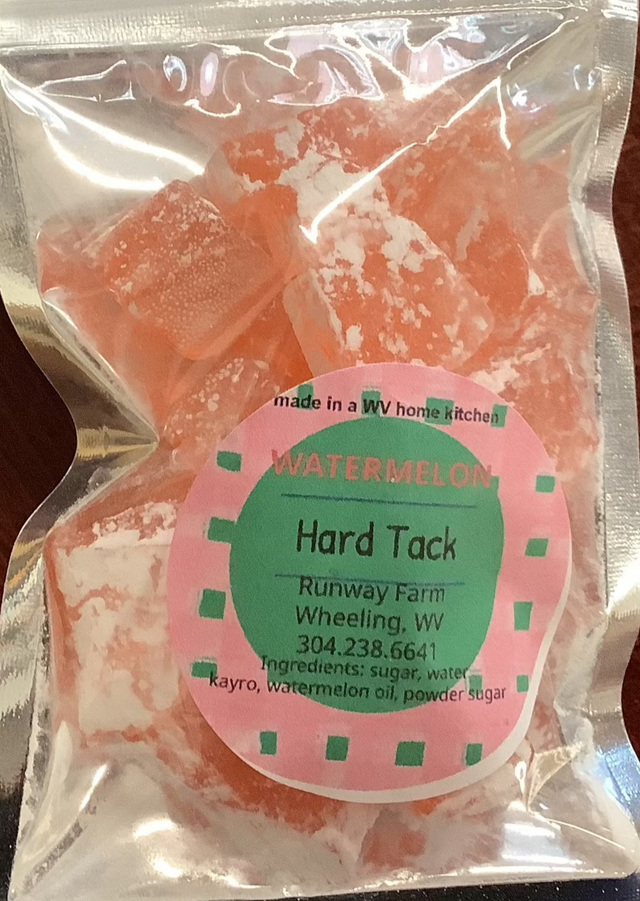 made in a WV home kitchen
WATERMELON
Hard Tack
Runway Farm
Wheeling, WV
304.238.6641
Ingredients: sugar, water
kayro, watermelon oil, powder sugar